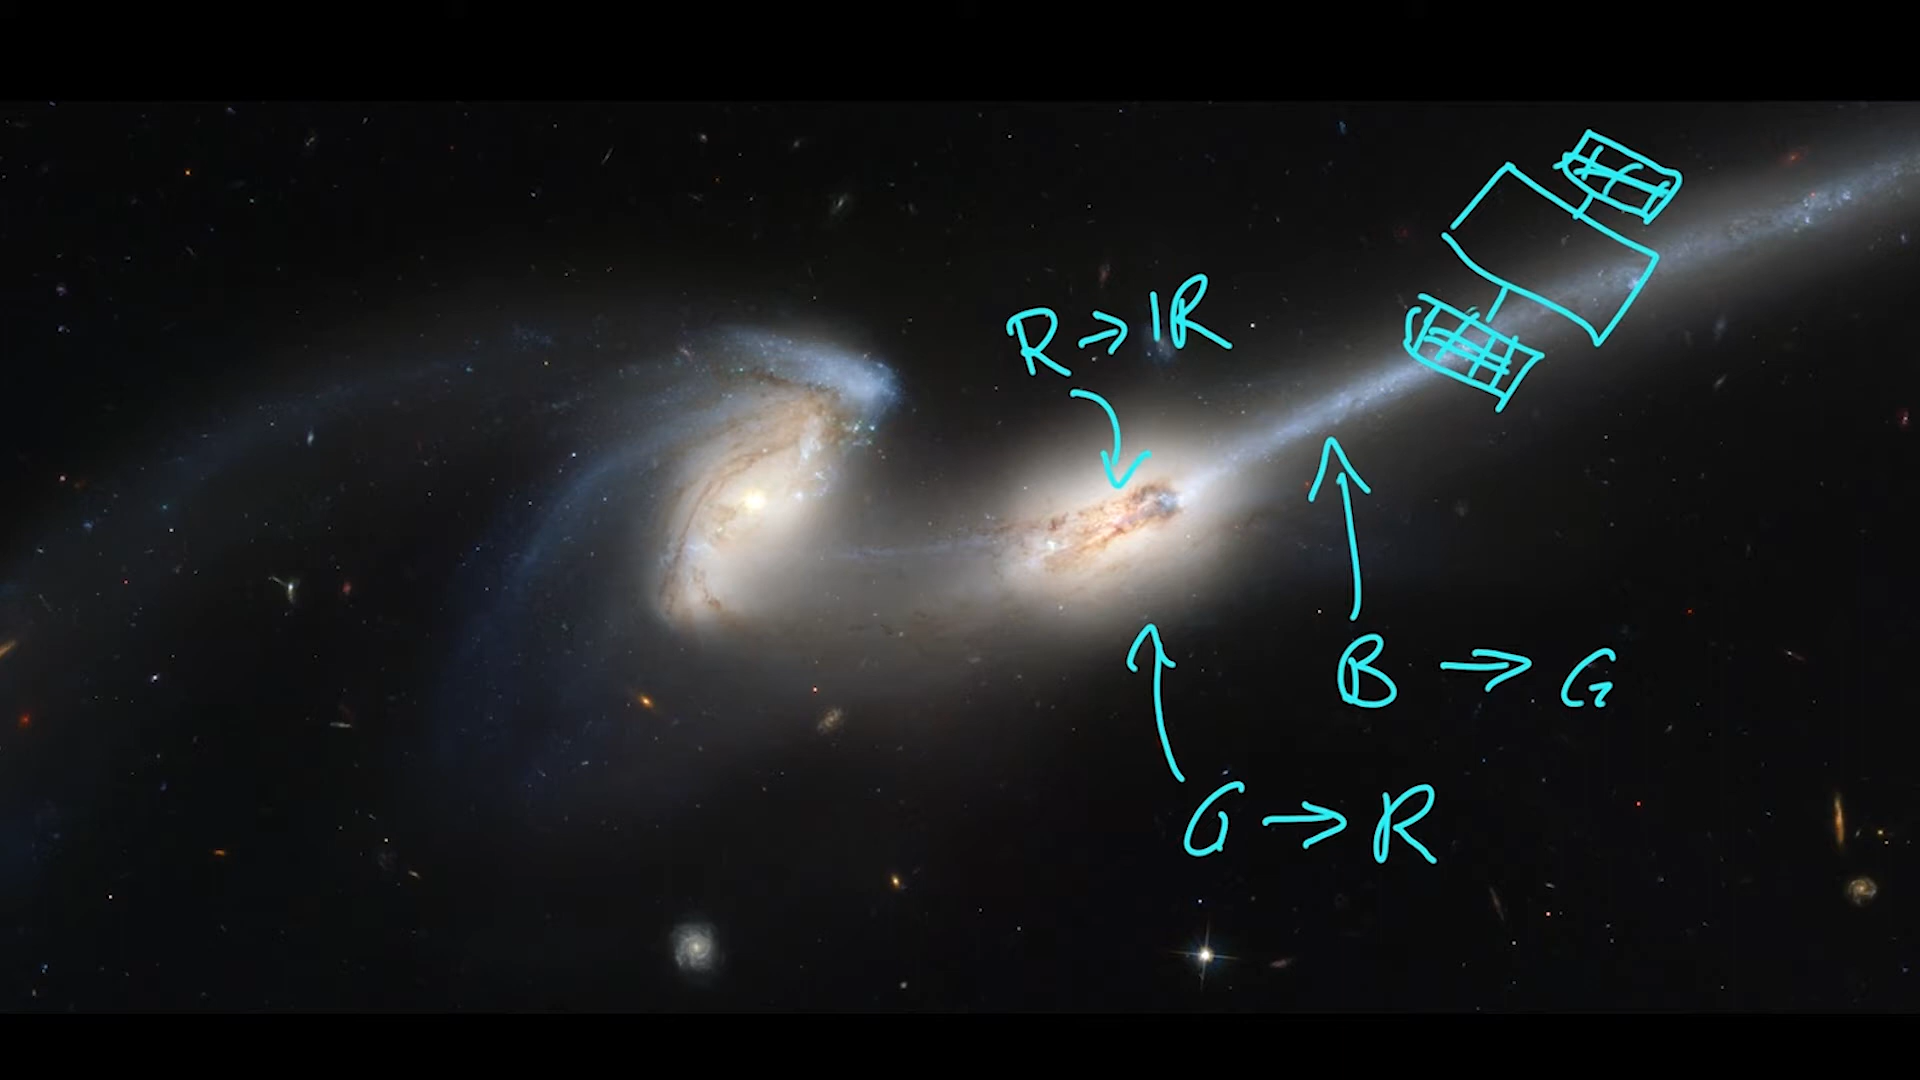 R → IR
B → G
G → R